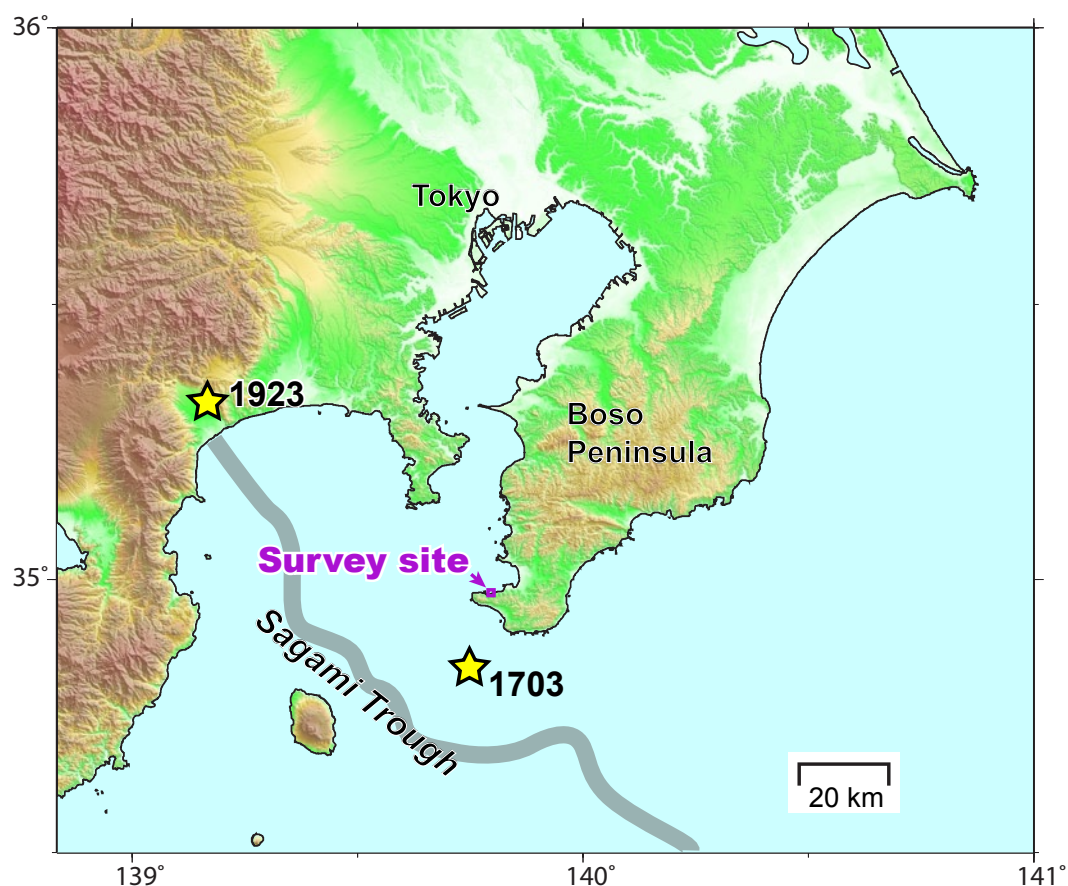 36°
Tokyo
1923
Boso
Peninsula
Survey site
35°
Sagami Trough
1703
20 km
139°
140°
141°